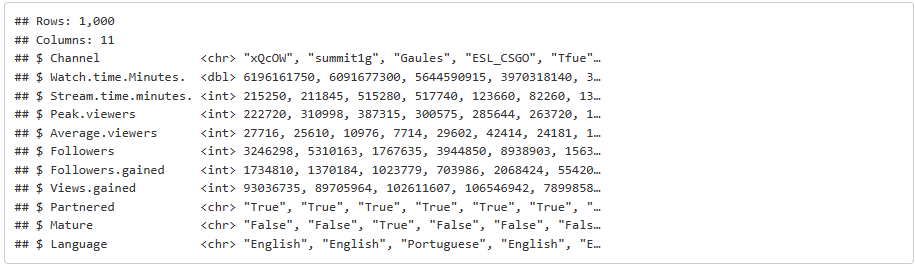 ## Rows: 1,000
## Columns: 11
## $ Channel              <chr> "xQcOW", "summit1g", "Gaules", "ESL_CSGO", "Tfue"…
## $ Watch.time.Minutes.  <dbl> 6196161750, 6091677300, 5644590915, 3970318140, 3…
## $ Stream.time.minutes. <int> 215250, 211845, 515280, 517740, 123660, 82260, 13…
## $ Peak.viewers         <int> 222720, 310998, 387315, 300575, 285644, 263720, 1…
## $ Average.viewers      <int> 27716, 25610, 10976, 7714, 29602, 42414, 24181, 1…
## $ Followers            <int> 3246298, 5310163, 1767635, 3944850, 8938903, 1563…
## $ Followers.gained     <int> 1734810, 1370184, 1023779, 703986, 2068424, 55420…
## $ Views.gained         <int> 93036735, 89705964, 102611607, 106546942, 7899858…
## $ Partnered            <chr> "True", "True", "True", "True", "True", "True", "…
## $ Mature               <chr> "False", "False", "True", "False", "False", "Fals…
## $ Language             <chr> "English", "English", "Portuguese", "English", "E…